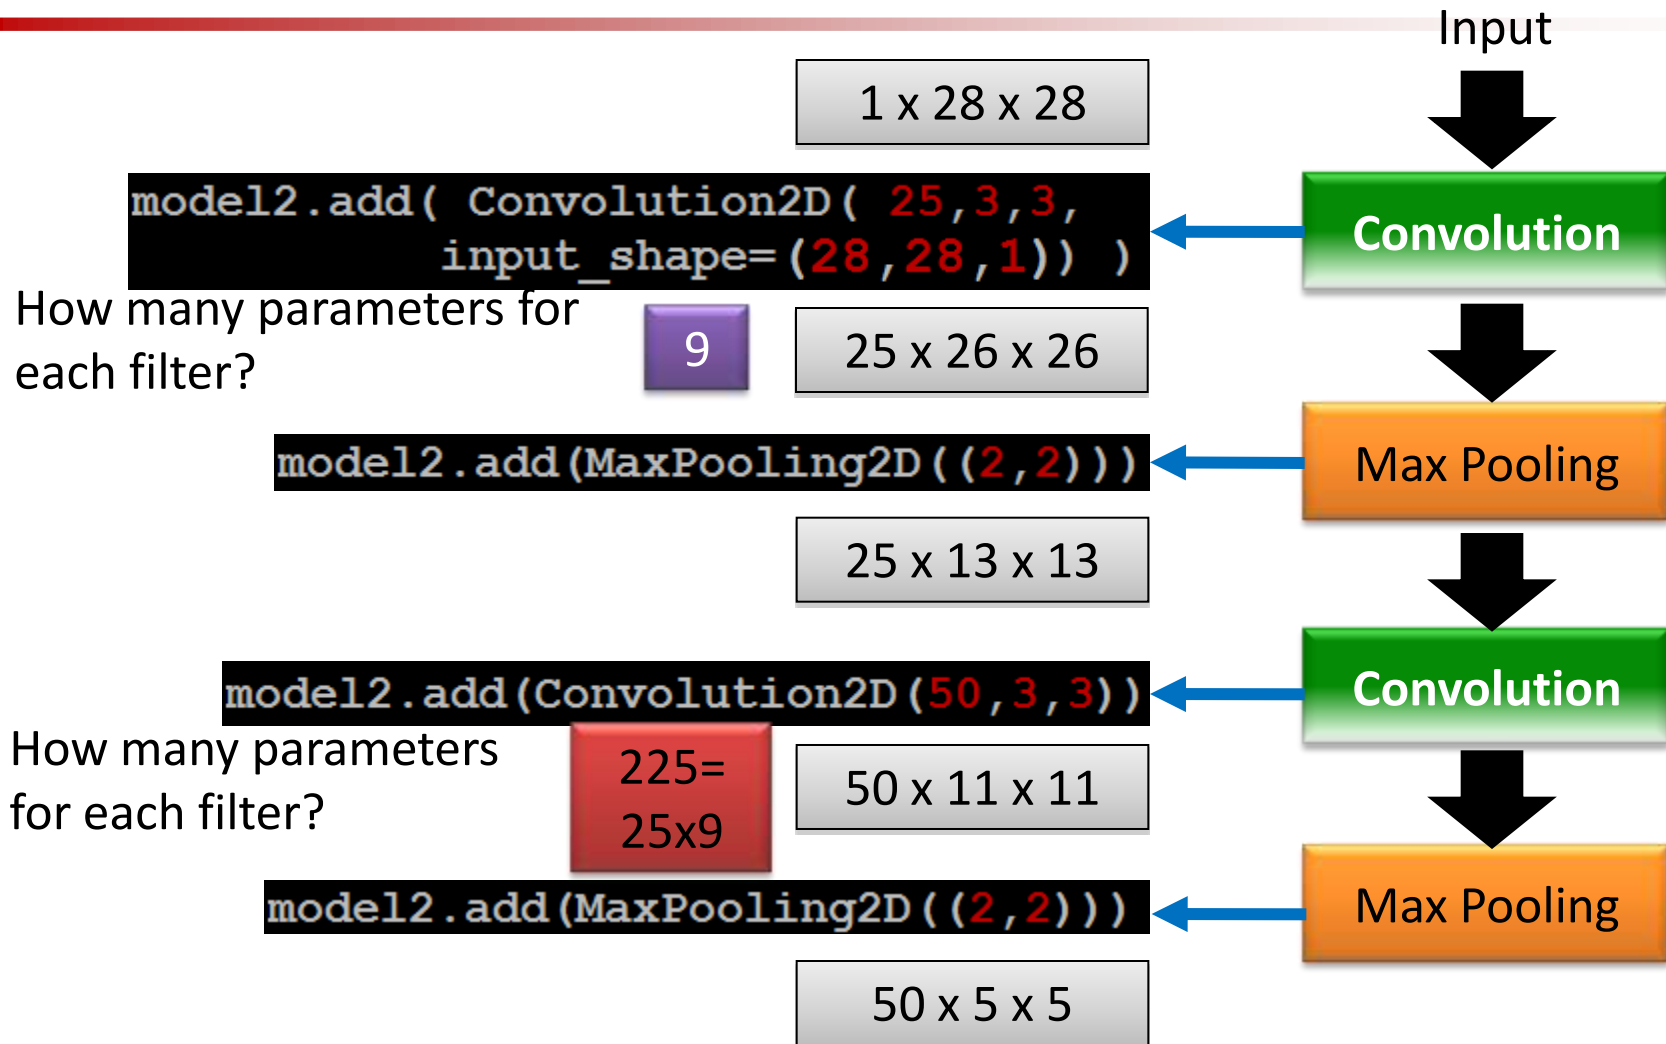 Input
1 x 28 x 28
model2.add( Convolution2D( 25,3,3,
input_shape=(28,28,1)) )
Convolution
How many parameters for
each filter?
9
25 x 26 x 26
model2.add(MaxPooling2D((2,2)))
Max Pooling
25 x 13 x 13
model2.add(Convolution2D(50,3,3))
Convolution
How many parameters
for each filter?
225=
25x9
50 x 11 x 11
model2.add(MaxPooling2D((2,2)))
Max Pooling
50 x 5 x 5